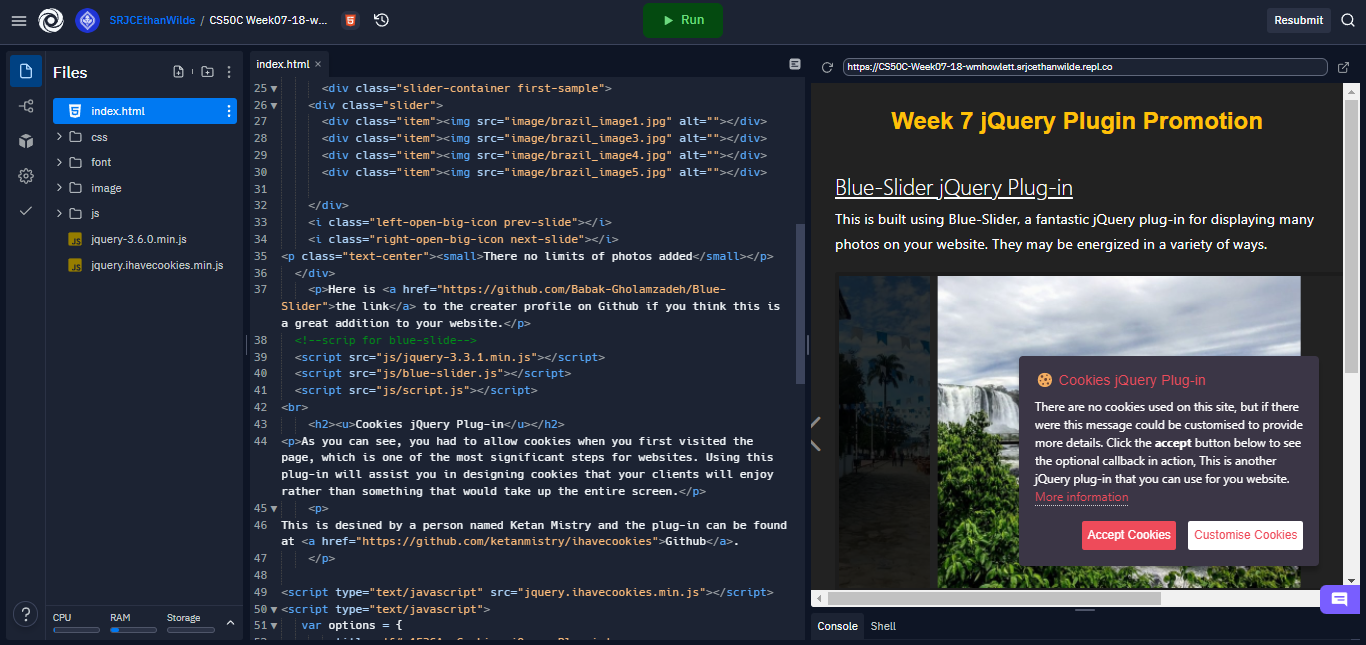 SRJCEthanWilde / CS50C Week07-18-w...
Run
Resubmit
Files
index.html
css
font
image
js
jquery-3.6.0.min.js
jquery.ihavecookies.min.js
CPU
RAM
Storage
index.html ×
25 <div class="slider-container first-sample">
26 <div class="slider">
27 <div class="item"><img src="image/brazil_image1.jpg" alt=""></div>
28 <div class="item"><img src="image/brazil_image3.jpg" alt=""></div>
29 <div class="item"><img src="image/brazil_image4.jpg" alt=""></div>
30 <div class="item"><img src="image/brazil_image5.jpg" alt=""></div>
31
32 </div>
33 <i class="left-open-big-icon prev-slide"></i>
34 <i class="right-open-big-icon next-slide"></i>
35 <p class="text-center"><small>There no limits of photos added</small></p>
36 </div>
37 <p>Here is <a href="https://github.com/Babak-Gholamzadeh/Blue-
Slider">the link</a> to the creater profile on Github if you think this is
a great addition to your website.</p>
38 <!--scrip for blue-slide-->
39 <script src="js/jquery-3.3.1.min.js"></script>
40 <script src="js/blue-slider.js"></script>
41 <script src="js/script.js"></script>
42 <br>
43 <h2><u>Cookies jQuery Plug-in</u></h2>
44 <p>As you can see, you had to allow cookies when you first visited the
page, which is one of the most significant steps for websites. Using this
plug-in will assist you in designing cookies that your clients will enjoy
rather than something that would take up the entire screen.</p>
45 <p>
46 This is desined by a person named Ketan Mistry and the plug-in can be found
at <a href="https://github.com/ketanmistry/ihavecookies">Github</a>.
47 </p>
48
49 <script type="text/javascript" src="jquery.ihavecookies.min.js"></script>
50 <script type="text/javascript">
51 var options = {
https://CS50C-Week07-18-wmhowlett.srjcethanwilde.repl.co
Week 7 jQuery Plugin Promotion
Blue-Slider jQuery Plug-in
This is built using Blue-Slider, a fantastic jQuery plug-in for displaying many
photos on your website. They may be energized in a variety of ways.
Cookies jQuery Plug-in
There are no cookies used on this site, but if there
were this message could be customised to provide
more details. Click the accept button below to see
the optional callback in action, This is another
jQuery plug-in that you can use for you website.
More information
Accept Cookies
Customise Cookies
Console
Shell